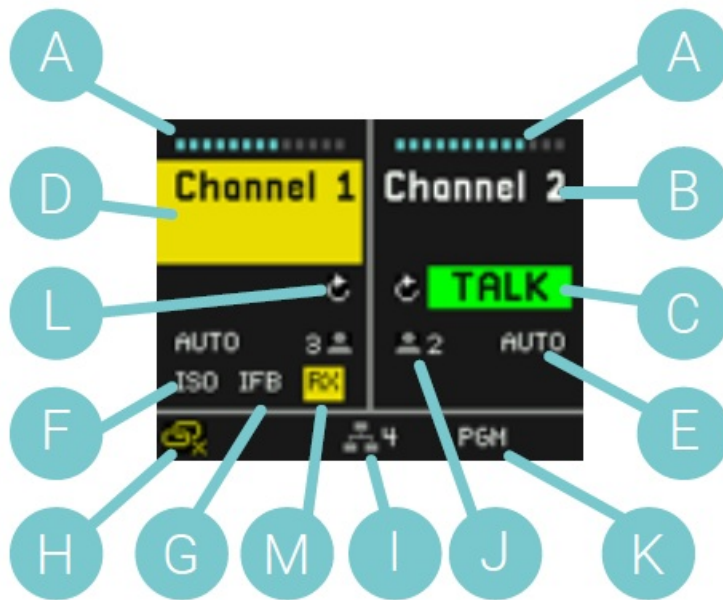 A A
Channel 1 Channel 2
D B
L TALK C
AUTO 3 2 AUTO
ISO IFB RX
F E
4 PGM
H G M I J K